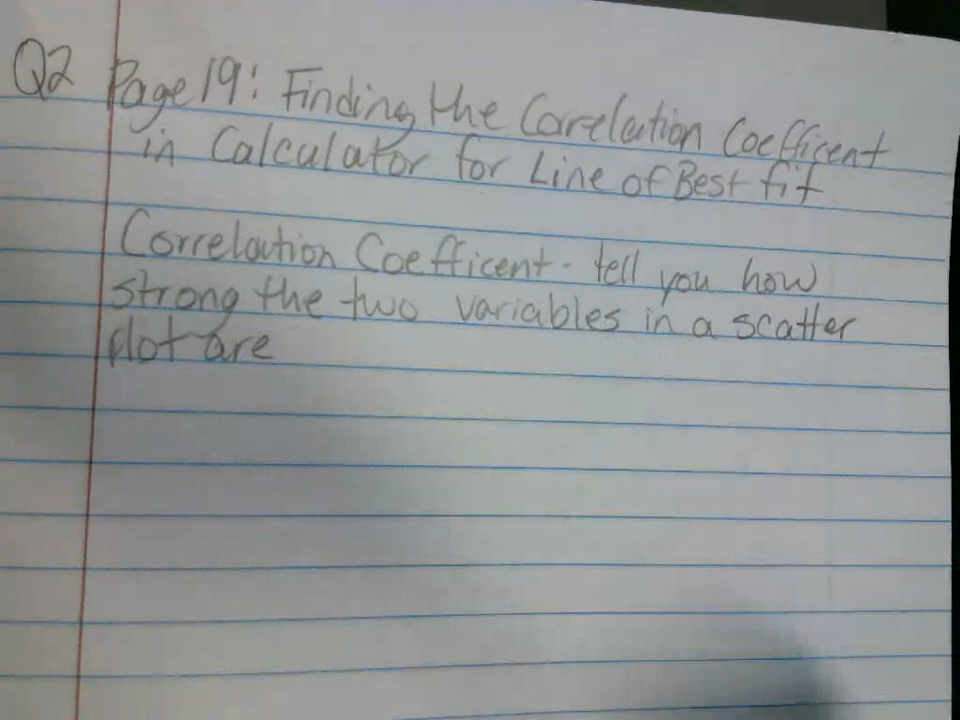 Q2 Page 19: Finding the Correlation Coefficent
in Calculator for Line of Best fit
Correlation Coefficent - tell you how
strong the two variables in a scatter
plot are